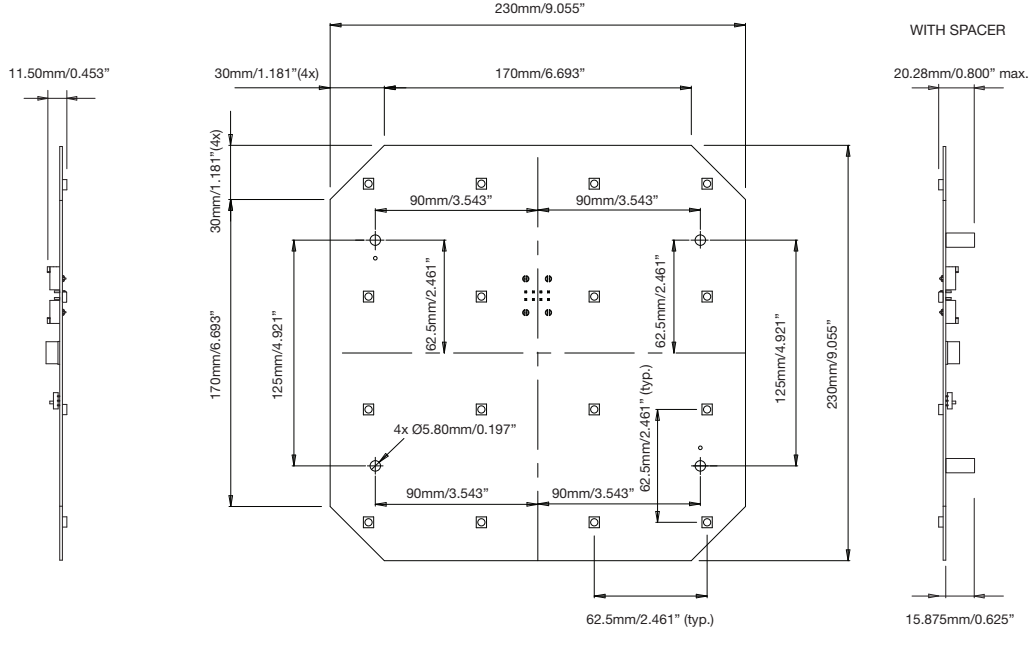 230mm/9.055”
WITH SPACER
11.50mm/0.453”
30mm/1.181”(4x)
170mm/6.693”
20.28mm/0.800” max.
30mm/1.181”(4x)
90mm/3.543”
90mm/3.543”
62.5mm/2.461”
62.5mm/2.461”
170mm/6.693”
125mm/4.921”
125mm/4.921”
230mm/9.055”
62.5mm/2.461” (typ.)
4x Ø5.80mm/0.197”
90mm/3.543”
90mm/3.543”
62.5mm/2.461” (typ.)
15.875mm/0.625”